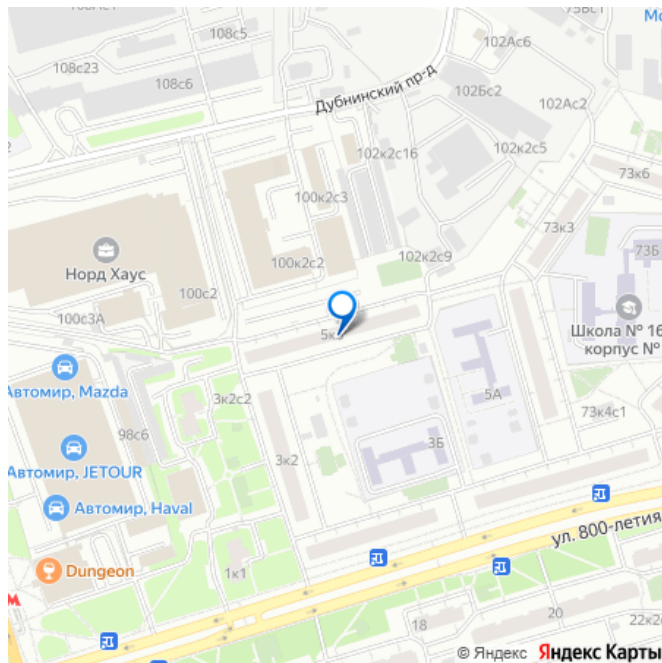 108с5
102Ас6
108с23
108с6
Дубнинский пр-д
102Бс2
102Ас2
102к2с16
102к2с5
73к6
100к2с3
73к3
73Б
Норд Хаус
100к2с2
102к2с9
100с2
100с3А
Школа № 16
корпус №
Автомир, Mazda
3к2с2
5А
73к4с1
98с6
3Б
Автомир, JETOUR
3к2
Автомир, Haval
ул. 800-летия
Dungeon
1к1
20
18
22к2
© Яндекс Яндекс Карты